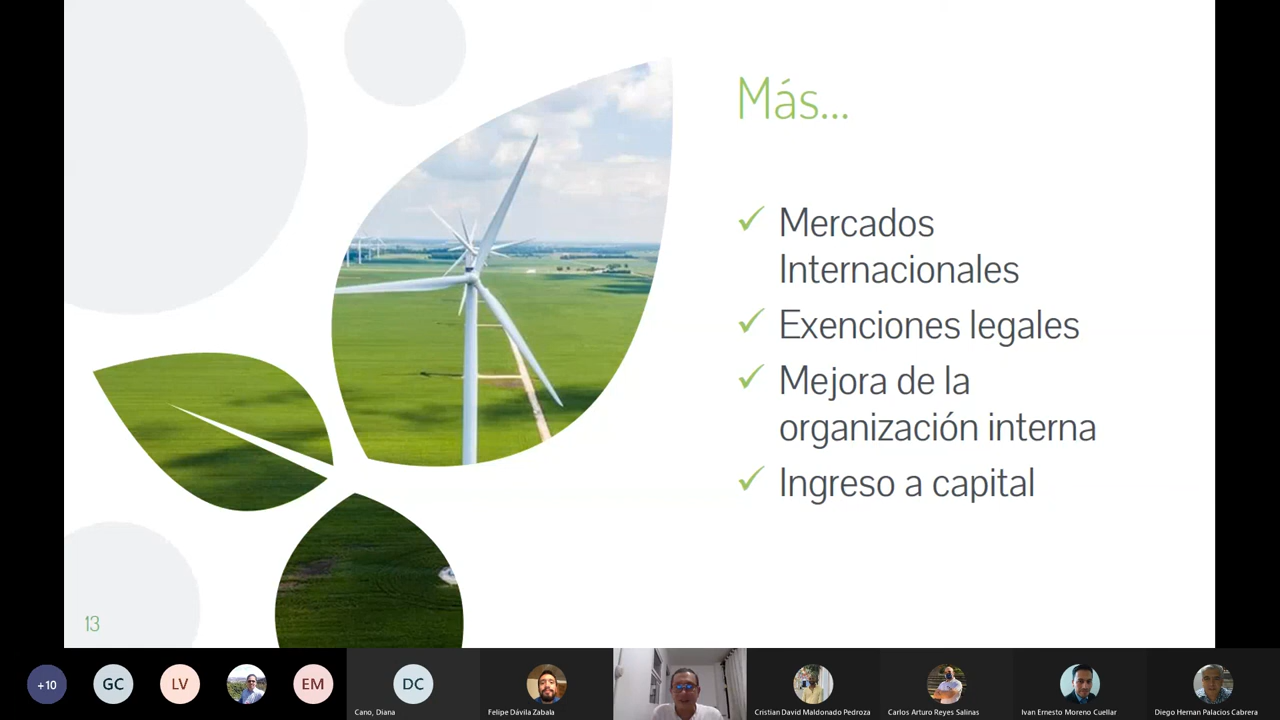 Más...
✓ Mercados
Internacionales
✓ Exenciones legales
✓ Mejora de la
organización interna
✓ Ingreso a capital
13
+10
GC
LV
EM
DC
Cano, Diana
Felipe Dávila Zabala
Cristian David Maldonado Pedroza
Carlos Arturo Reyes Salinas
Ivan Ernesto Moreno Cuellar
Diego Hernan Palacios Cabrera